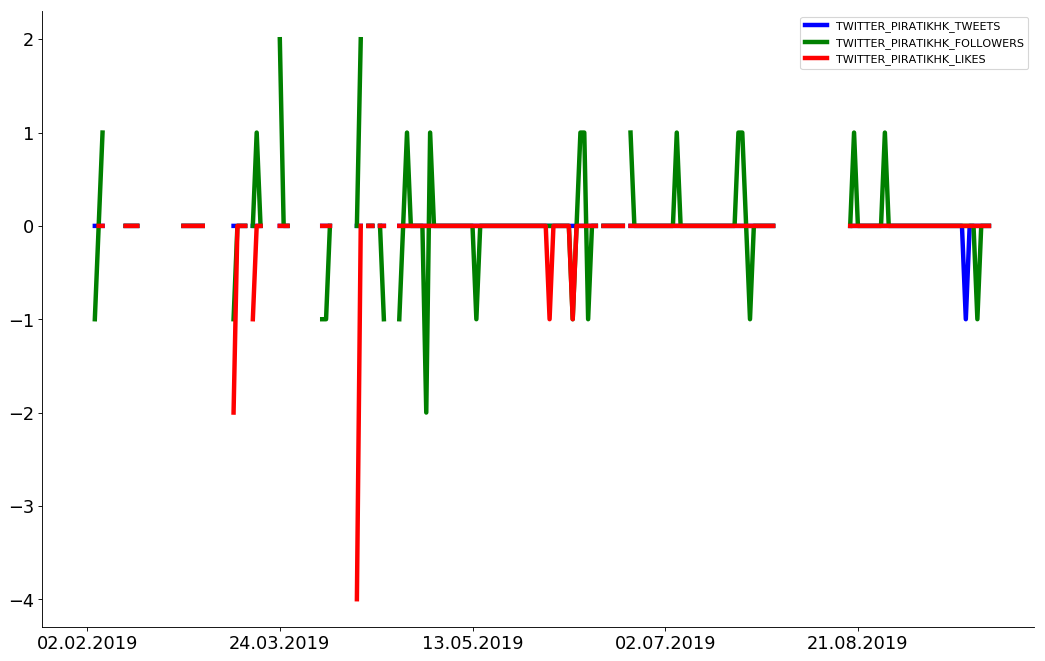 TWITTER_PIRATIKHK_TWEETS
TWITTER_PIRATIKHK_FOLLOWERS
TWITTER_PIRATIKHK_LIKES
2
1
0
−1
−2
−3
−4
02.02.2019 24.03.2019 13.05.2019 02.07.2019 21.08.2019